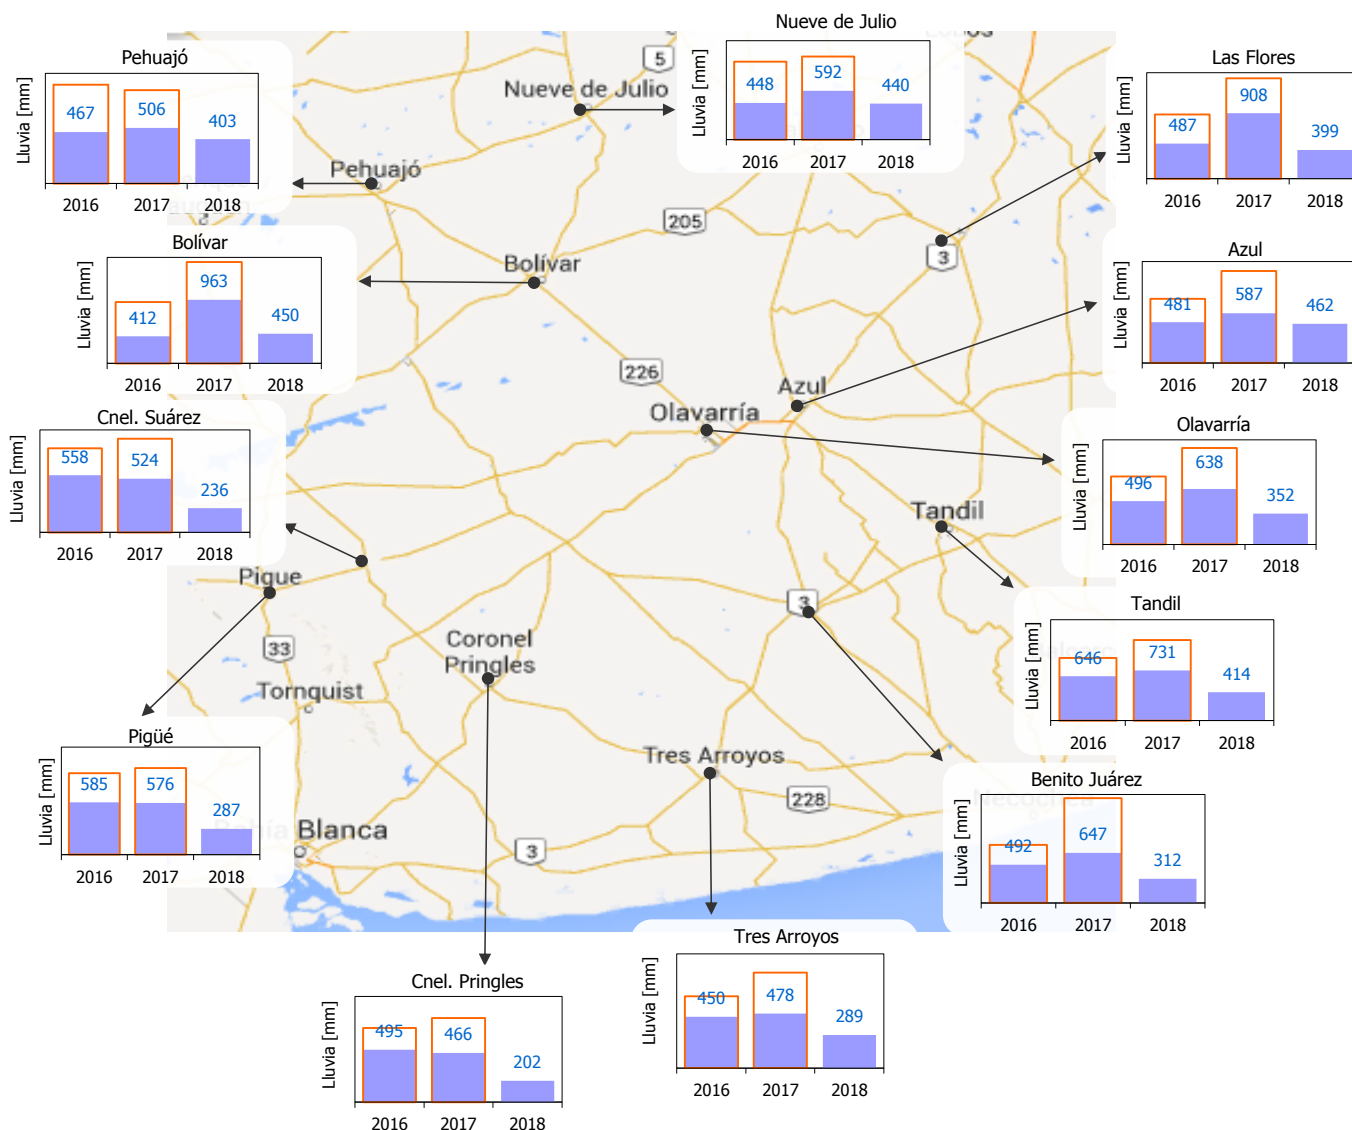 Nueve de Julio
Lluvia [mm]
448
592
440
2016
2017
2018
Pehuajó
Lluvia [mm]
467
506
403
2016
2017
2018
Las Flores
Lluvia [mm]
487
908
399
2016
2017
2018
5
Nueve de Julio
Pehuajó
205
3
Bolívar
Lluvia [mm]
412
963
450
2016
2017
2018
Bolívar
Azul
Lluvia [mm]
481
587
462
2016
2017
2018
226
Azul
Olavarría
Cnel. Suárez
Lluvia [mm]
558
524
236
2016
2017
2018
Olavarría
Lluvia [mm]
496
638
352
2016
2017
2018
Tandil
Pigue
3
33
Coronel
Pringles
Tornquist
Tandil
Lluvia [mm]
646
731
414
2016
2017
2018
Pigüé
Lluvia [mm]
585
576
287
2016
2017
2018
Tres Arroyos
228
Bahía Blanca
3
Benito Juárez
Necochea
Lluvia [mm]
492
647
312
2016
2017
2018
Tres Arroyos
Lluvia [mm]
450
478
289
2016
2017
2018
Cnel. Pringles
Lluvia [mm]
495
466
202
2016
2017
2018